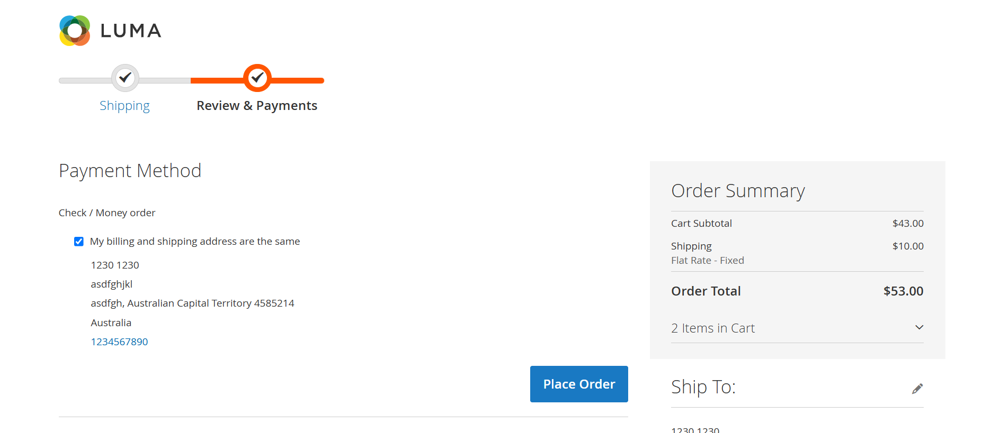 LUMA
Shipping
Review & Payments
Payment Method
Check / Money order
My billing and shipping address are the same
1230 1230
asdfghjkl
asdfgh, Australian Capital Territory 4585214
Australia
1234567890
Place Order
Order Summary
Cart Subtotal $43.00
Shipping $10.00
Flat Rate - Fixed
Order Total $53.00
2 Items in Cart
Ship To:
1230 1230